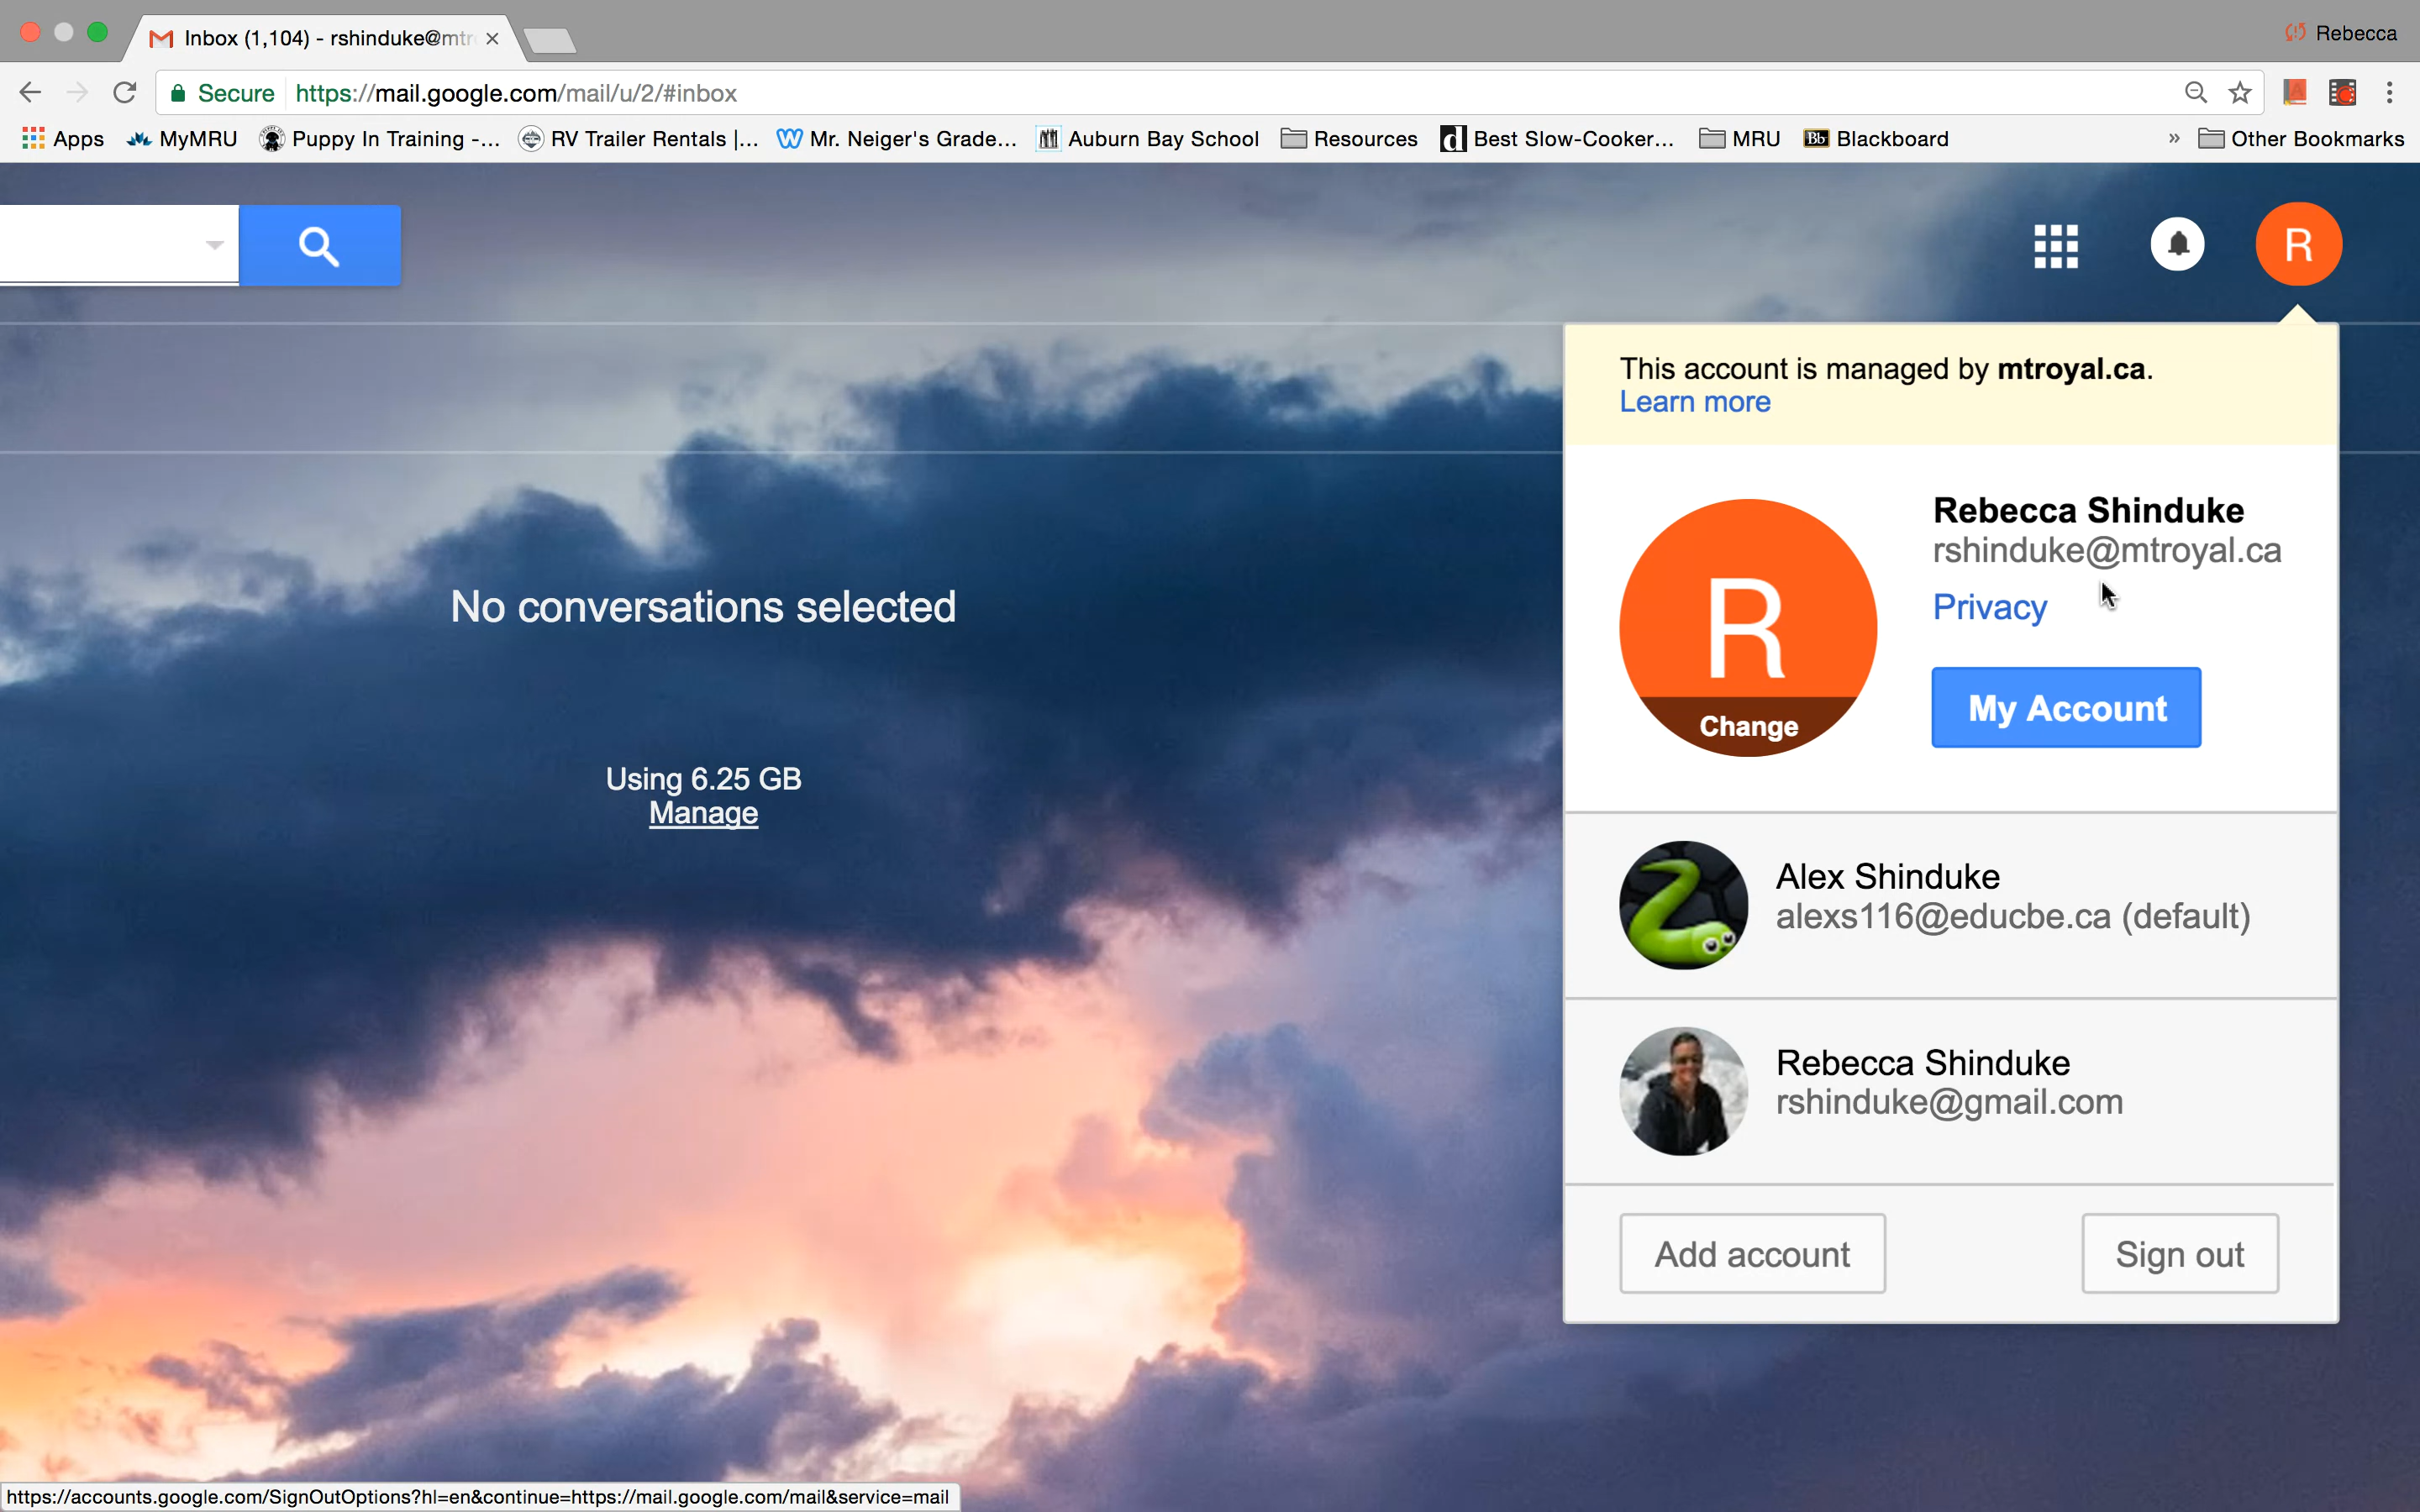 Inbox (1,104) - rshinduke@mtr
Rebecca
Secure https://mail.google.com/mail/u/2/#inbox
Apps MyMRU Puppy In Training -... RV Trailer Rentals |... Mr. Neiger's Grade... Auburn Bay School Resources Best Slow-Cooker... MRU Blackboard » Other Bookmarks
R
This account is managed by mtroyal.ca.
Learn more
Rebecca Shinduke
rshinduke@mtroyal.ca
Privacy
R
Change
My Account
No conversations selected
Using 6.25 GB
Manage
Alex Shinduke
alexs116@educbe.ca (default)
Rebecca Shinduke
rshinduke@gmail.com
Add account
Sign out
https://accounts.google.com/SignOutOptions?hl=en&continue=https://mail.google.com/mail&service=mail